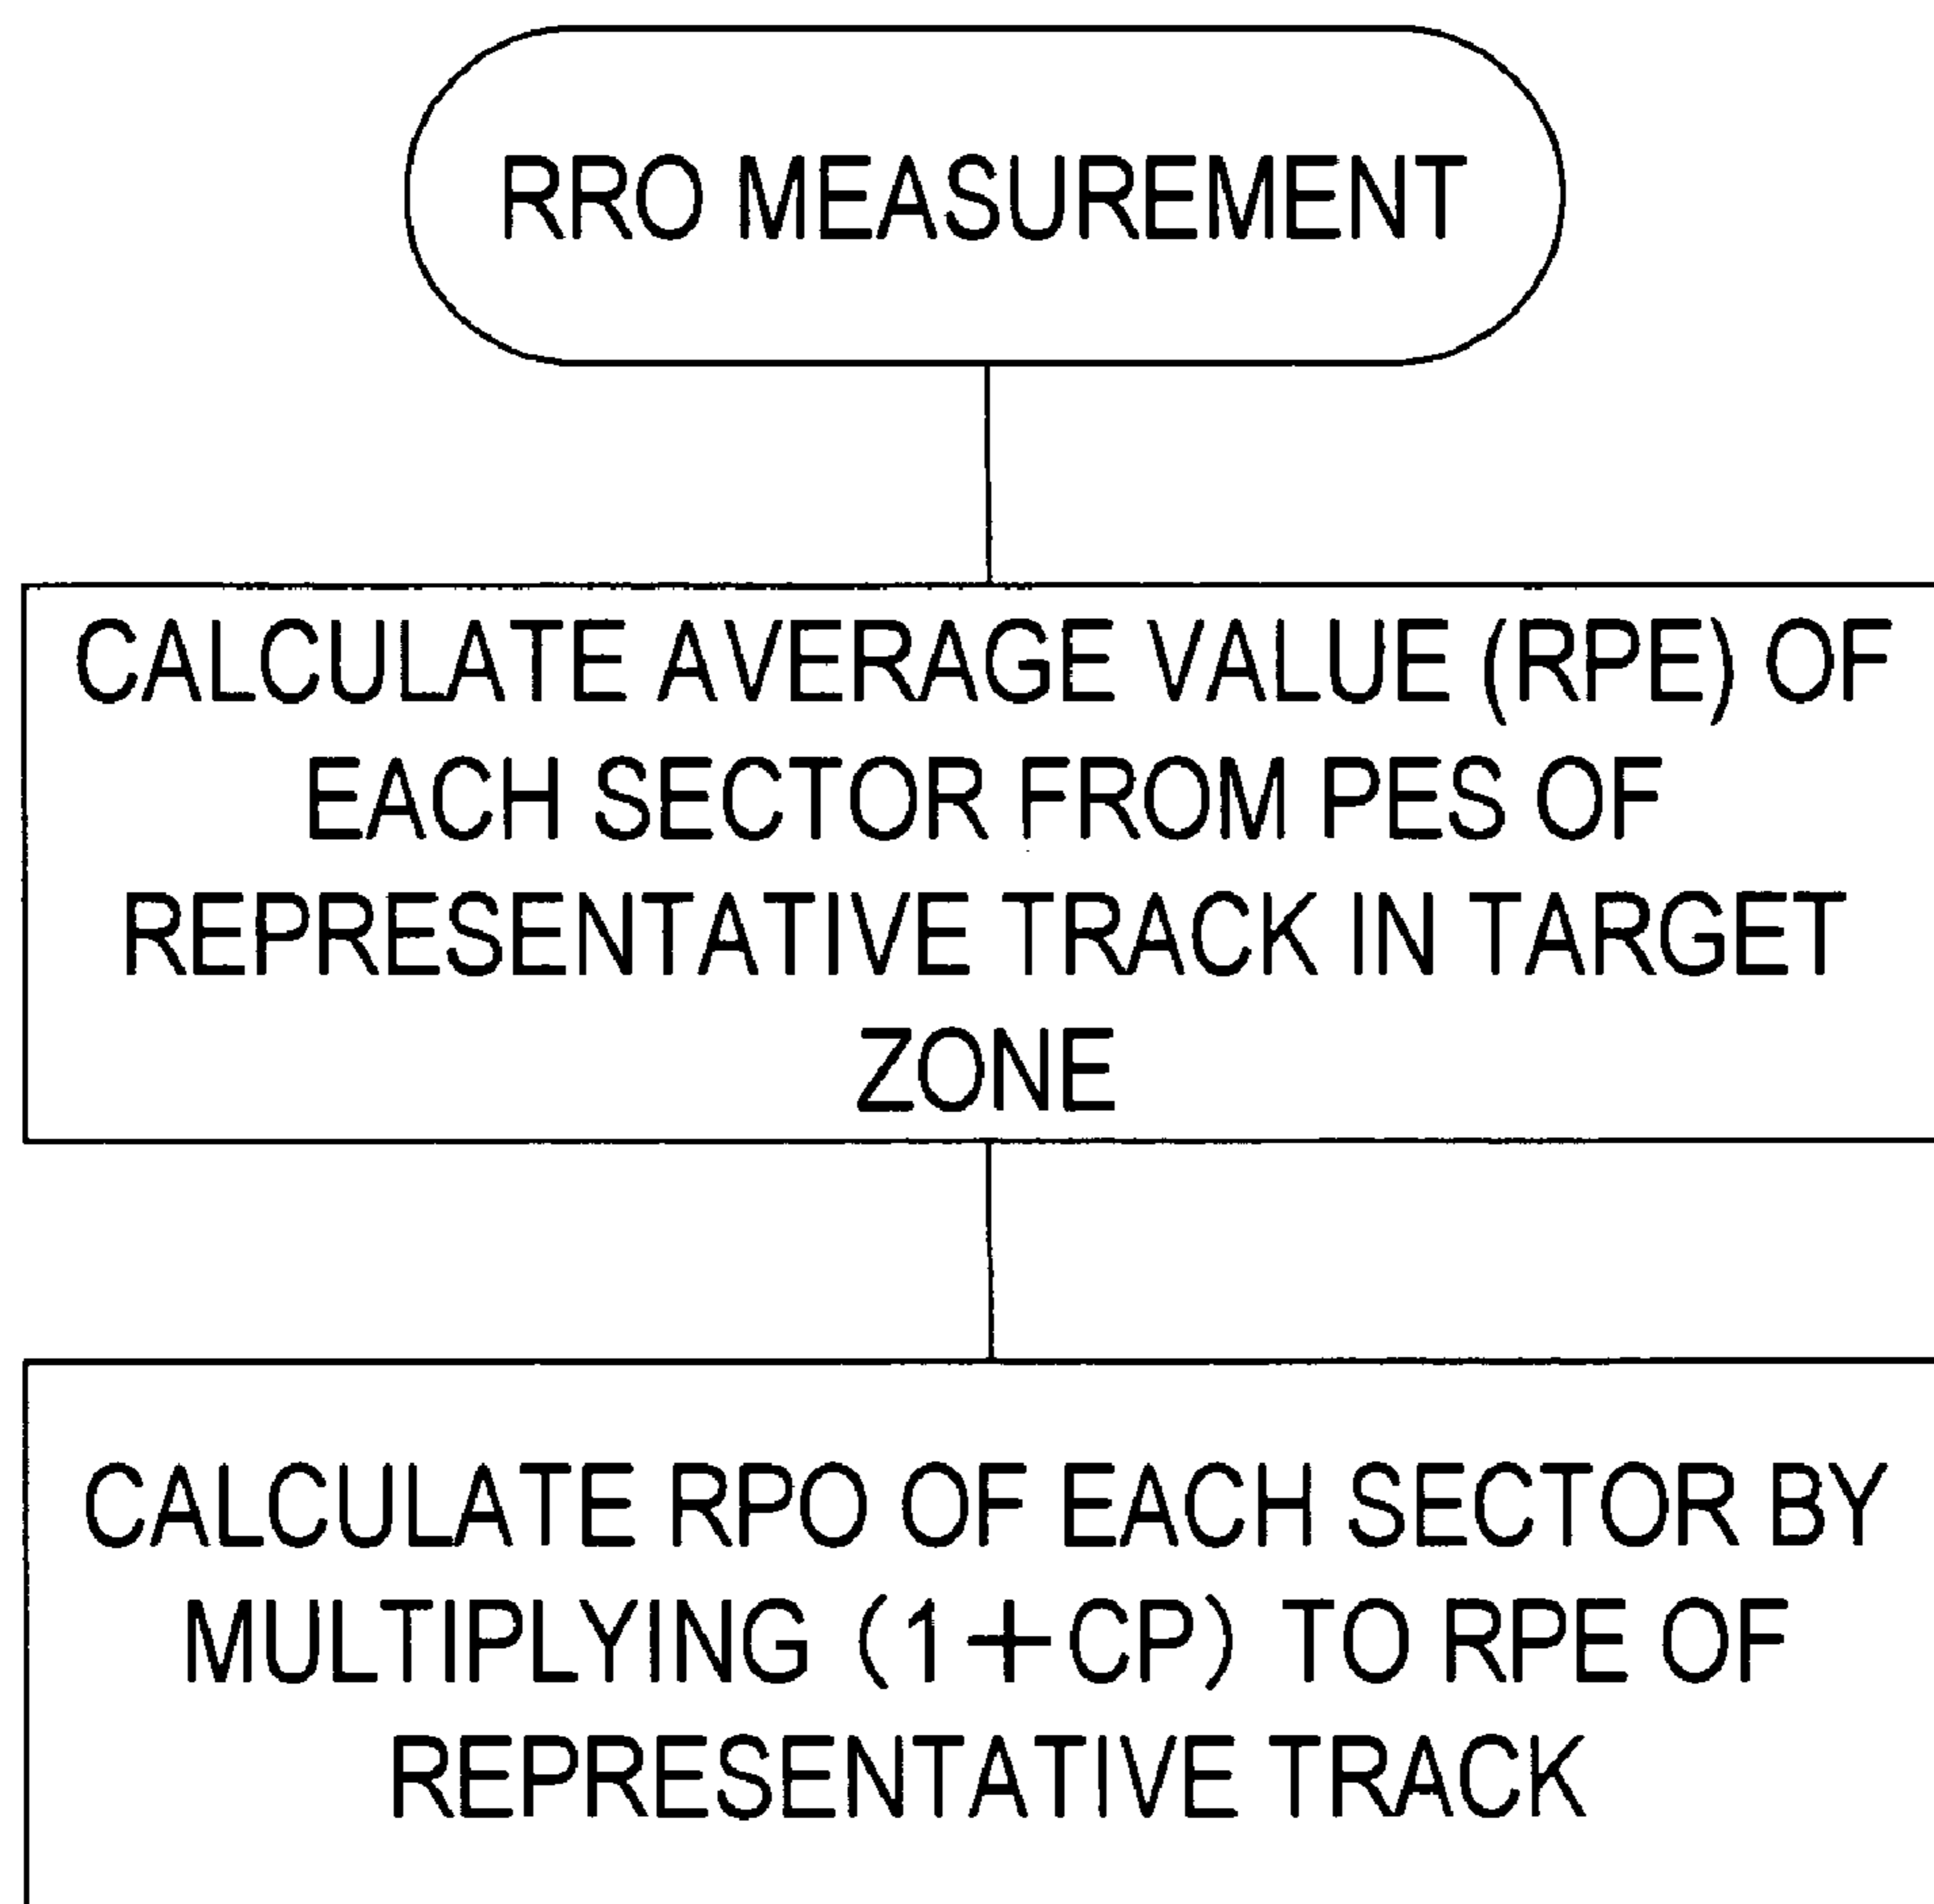 RRO MEASUREMENT
CALCULATE AVERAGE VALUE (RPE) OF
EACH SECTOR FROM PES OF
REPRESENTATIVE TRACK IN TARGET
ZONE
CALCULATE RPO OF EACH SECTOR BY
MULTIPLYING (1+CP) TO RPE OF
REPRESENTATIVE TRACK